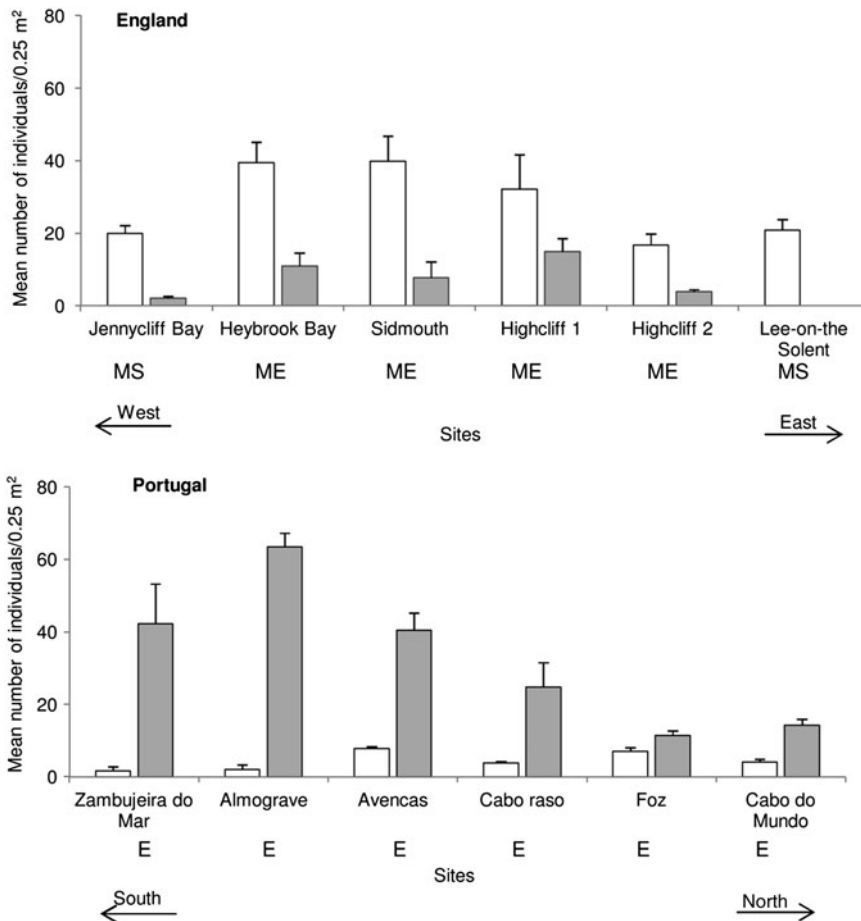 England
Mean number of individuals/0.25 m²
80
60
40
20
0
Jennycliff Bay Heybrook Bay Sidmouth Highcliff 1 Highcliff 2 Lee-on-the
Solent
MS ME ME ME ME MS
West East
Sites
Portugal
Mean number of individuals/0.25 m²
80
60
40
20
0
Zambujeira do Almograve Avencas Cabo raso Foz Cabo do
Mar Mundo
E E E E E E
Sites
South North